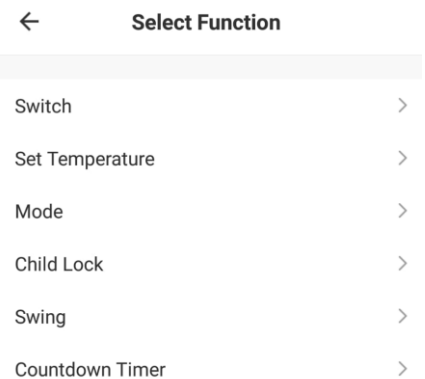 Select Function
Switch
Set Temperature
Mode
Child Lock
Swing
Countdown Timer